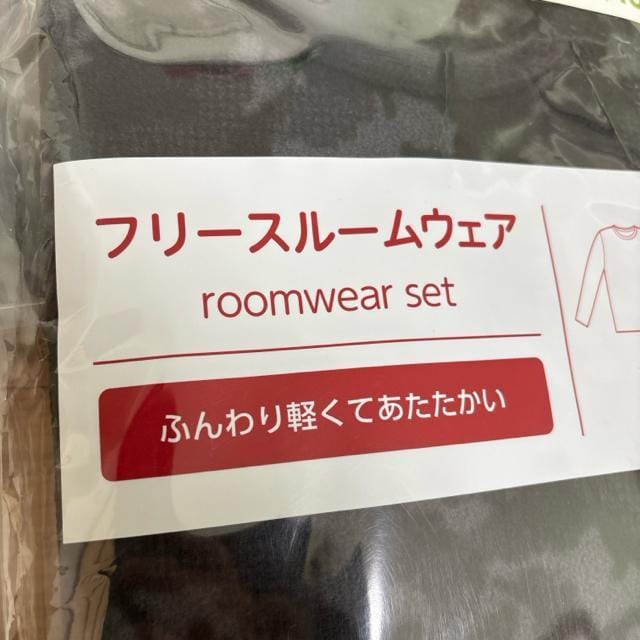 フリースルームウェア
roomwear set
ふんわり軽くてあたたかい